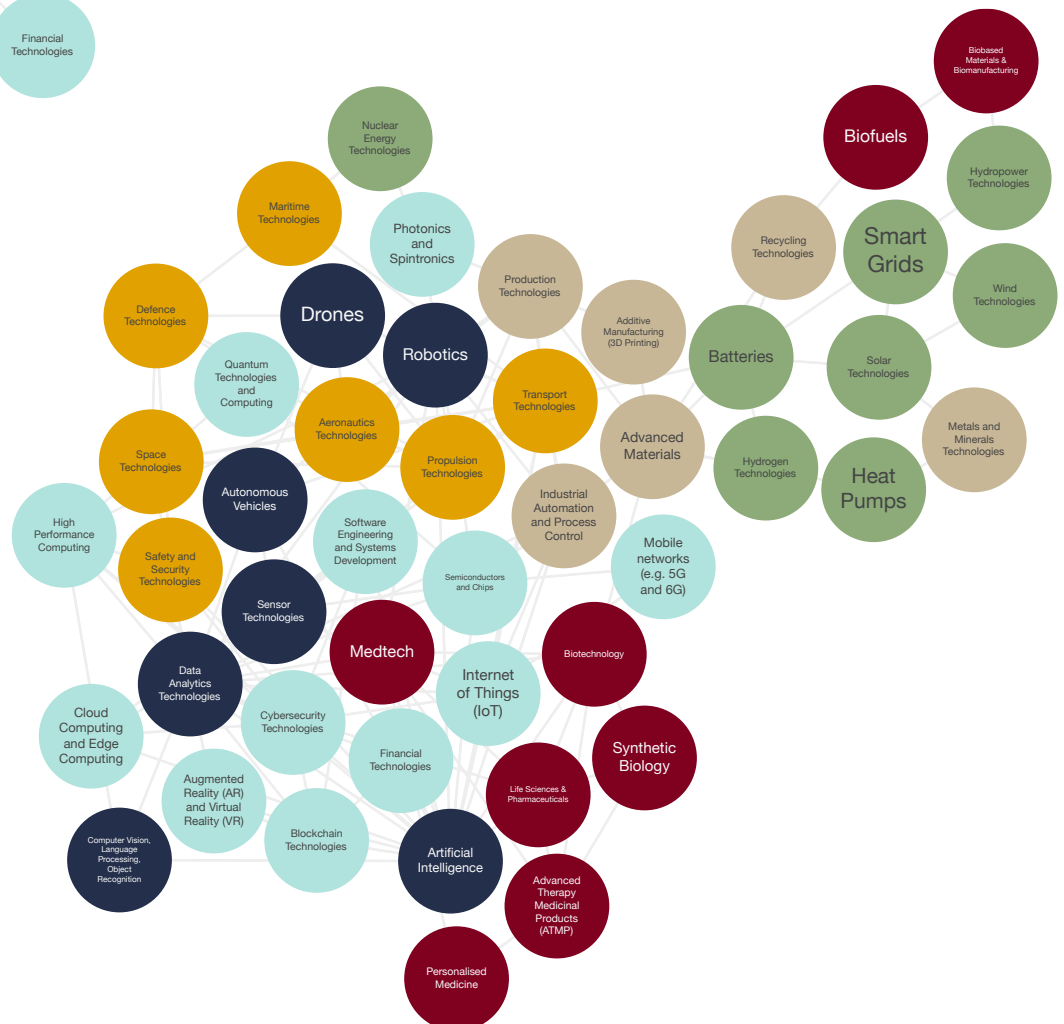 Financial
Technologies
Biobased
Materials &
Biomanufacturing
Nuclear
Energy
Technologies
Biofuels
Hydropower
Technologies
Maritime
Technologies
Photonics
and
Spintronics
Recycling
Technologies
Smart
Grids
Production
Technologies
Wind
Technologies
Defence
Technologies
Drones
Additive
Manufacturing
(3D Printing)
Robotics
Batteries
Solar
Technologies
Quantum
Technologies
and
Computing
Transport
Technologies
Aeronautics
Technologies
Advanced
Materials
Metals and
Minerals
Technologies
Space
Technologies
Propulsion
Technologies
Hydrogen
Technologies
Heat
Pumps
Autonomous
Vehicles
Industrial
Automation
and Process
Control
High
Performance
Computing
Software
Engineering
and Systems
Development
Safety and
Security
Technologies
Mobile
networks
(e.g. 5G
and 6G)
Semiconductors
and Chips
Sensor
Technologies
Medtech
Biotechnology
Data
Analytics
Technologies
Internet
of Things
(IoT)
Cloud
Computing
and Edge
Computing
Cybersecurity
Technologies
Synthetic
Biology
Financial
Technologies
Life Sciences &
Pharmaceuticals
Augmented
Reality (AR)
and Virtual
Reality (VR)
Blockchain
Technologies
Computer Vision,
Language
Processing,
Object
Recognition
Artificial
Intelligence
Advanced
Therapy
Medicinal
Products
(ATMP)
Personalised
Medicine